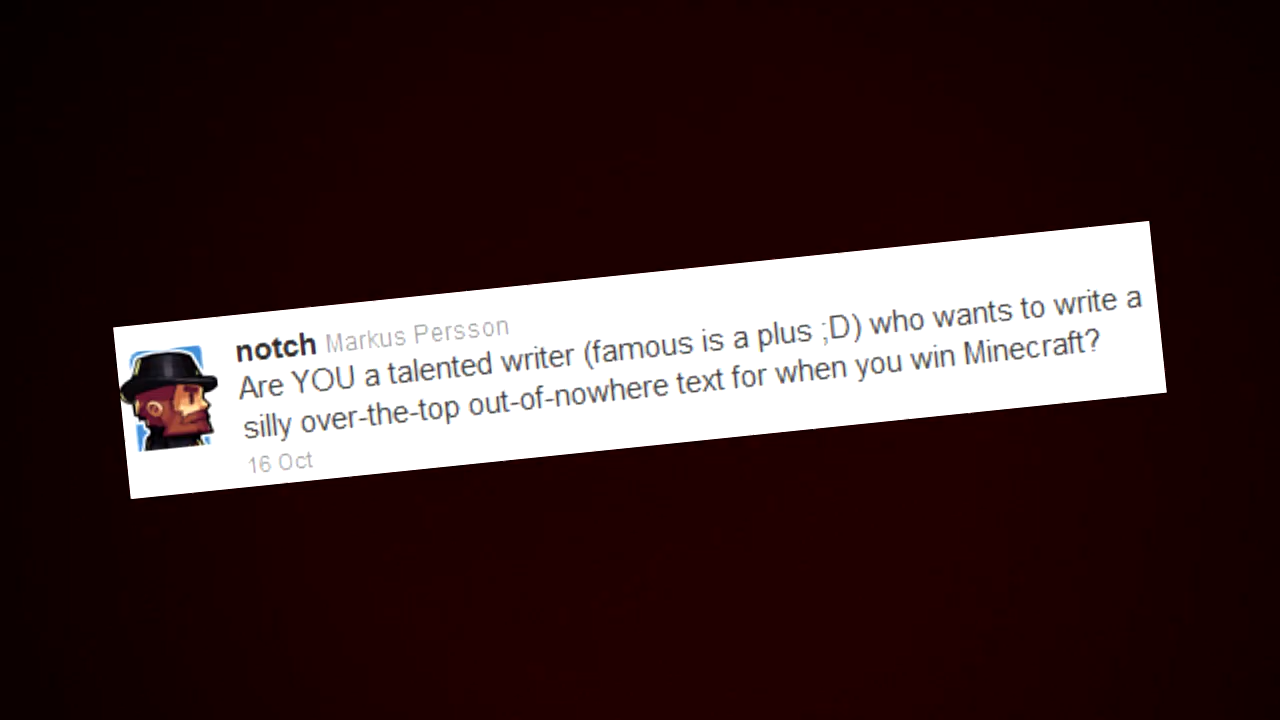 notch Markus Persson
Are YOU a talented writer (famous is a plus ;D) who wants to write a
silly over-the-top out-of-nowhere text for when you win Minecraft?
16 Oct